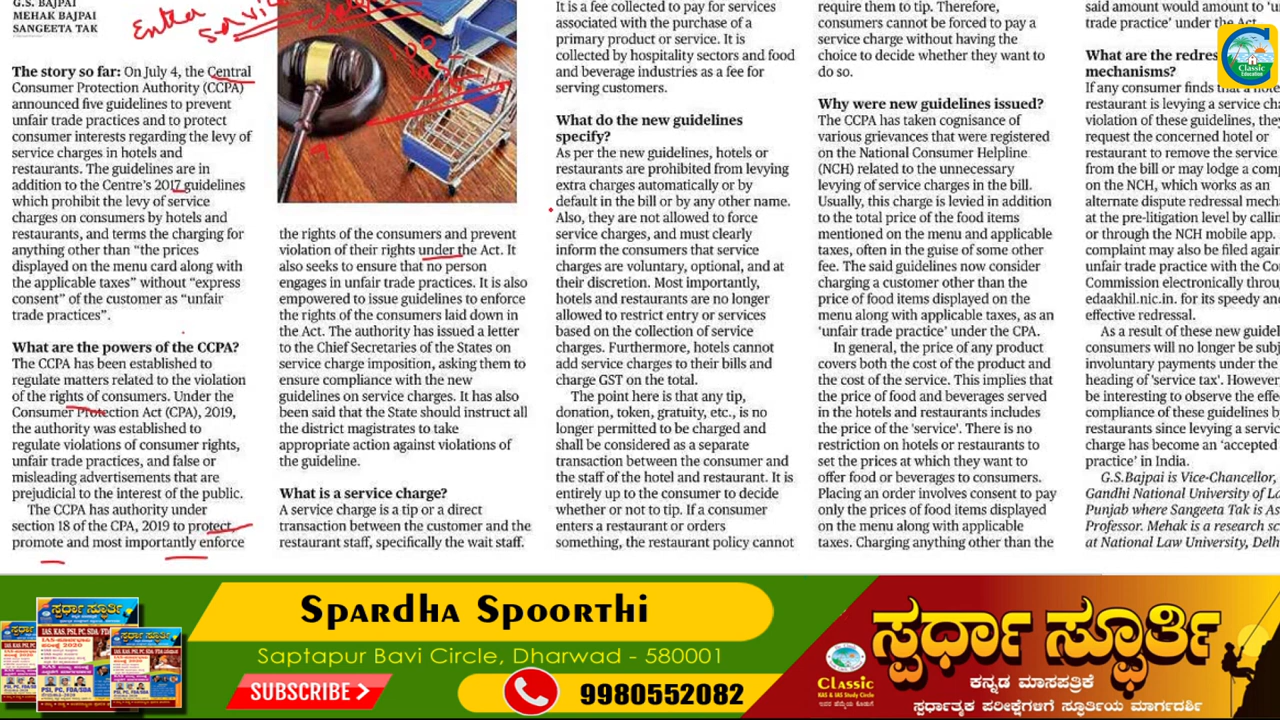 G.S. BAJPAI
MEHAK BAJPAI
SANGEETA TAK
Entra
Service
The story so far: On July 4, the Central
Consumer Protection Authority (CCPA)
announced five guidelines to prevent
unfair trade practices and to protect
consumer interests regarding the levy of
service charges in hotels and
restaurants. The guidelines are in
addition to the Centre's 2017 guidelines
which prohibit the levy of service
charges on consumers by hotels and
restaurants, and terms the charging for
anything other than “the prices
displayed on the menu card along with
the applicable taxes” without “express
consent” of the customer as “unfair
trade practices”.
What are the powers of the CCPA?
The CCPA has been established to
regulate matters related to the violation
of the rights of consumers. Under the
Consumer Protection Act (CPA), 2019,
the authority was established to
regulate violations of consumer rights,
unfair trade practices, and false or
misleading advertisements that are
prejudicial to the interest of the public.
The CCPA has authority under
section 18 of the CPA, 2019 to protect,
promote and most importantly enforce
the rights of the consumers and prevent
violation of their rights under the Act. It
also seeks to ensure that no person
engages in unfair trade practices. It is also
empowered to issue guidelines to enforce
the rights of the consumers laid down in
the Act. The authority has issued a letter
to the Chief Secretaries of the States on
service charge imposition, asking them to
ensure compliance with the new
guidelines on service charges. It has also
been said that the State should instruct all
the district magistrates to take
appropriate action against violations of
the guideline.
What is a service charge?
A service charge is a tip or a direct
transaction between the customer and the
restaurant staff, specifically the wait staff.
It is a fee collected to pay for services
associated with the purchase of a
primary product or service. It is
collected by hospitality sectors and food
and beverage industries as a fee for
serving customers.
What do the new guidelines
specify?
As per the new guidelines, hotels or
restaurants are prohibited from levying
extra charges automatically or by
default in the bill or by any other name.
Also, they are not allowed to force
service charges, and must clearly
inform the consumers that service
charges are voluntary, optional, and at
their discretion. Most importantly,
hotels and restaurants are no longer
allowed to restrict entry or services
based on the collection of service
charges. Furthermore, hotels cannot
add service charges to their bills and
charge GST on the total.
The point here is that any tip,
donation, token, gratuity, etc., is no
longer permitted to be charged and
shall be considered as a separate
transaction between the consumer and
the staff of the hotel and restaurant. It is
entirely up to the consumer to decide
whether or not to tip. If a consumer
enters a restaurant or orders
something, the restaurant policy cannot
require them to tip. Therefore,
consumers cannot be forced to pay a
service charge without having the
choice to decide whether they want to
do so.
Why were new guidelines issued?
The CCPA has taken cognisance of
various grievances that were registered
on the National Consumer Helpline
(NCH) related to the unnecessary
levying of service charges in the bill.
Usually, this charge is levied in addition
to the total price of the food items
mentioned on the menu and applicable
taxes, often in the guise of some other
fee. The said guidelines now consider
charging a customer other than the
price of food items displayed on the
menu along with applicable taxes, as an
‘unfair trade practice’ under the CPA.
In general, the price of any product
covers both the cost of the product and
the cost of the service. This implies that
the price of food and beverages served
in the hotels and restaurants includes
the price of the 'service'. There is no
restriction on hotels or restaurants to
set the prices at which they want to
offer food or beverages to consumers.
Placing an order involves consent to pay
only the prices of food items displayed
on the menu along with applicable
taxes. Charging anything other than the
said amount would amount to 'u
trade practice' under the Act.
What are the redres
mechanisms?
If any consumer finds that a hote
restaurant is levying a service cha
violation of these guidelines, they
request the concerned hotel or
restaurant to remove the service
from the bill or may lodge a comp
on the NCH, which works as an
alternate dispute redressal mech
at the pre-litigation level by callin
or through the NCH mobile app.
complaint may also be filed again
unfair trade practice with the Co
Commission electronically throu
edaakhil.nic.in. for its speedy an
effective redressal.
As a result of these new guidel
consumers will no longer be subj
involuntary payments under the
heading of 'service tax'. However
be interesting to observe the effe
compliance of these guidelines b
restaurants since levying a servic
charge has become an ‘accepted
practice’ in India.
G.S.Bajpai is Vice-Chancellor,
Gandhi National University of La
Punjab where Sangeeta Tak is As
Professor. Mehak is a research sc
at National Law University, Delh
Classic
Education
Spardha Spoorthi
Saptapur Bavi Circle, Dharwad - 580001
SUBSCRIBE
9980552082
ಸ್ಪರ್ಧಾ ಸ್ಫೂರ್ತಿ
ಕನ್ನಡ ಮಾಸಪತ್ರಿಕೆ
ಸ್ಪರ್ಧಾತ್ಮಕ ಪರೀಕ್ಷೆಗಳಿಗೆ ಸ್ಫೂರ್ತಿಯ ಮಾರ್ಗದರ್ಶಿ
Classic
KAS & IAS Study Circle